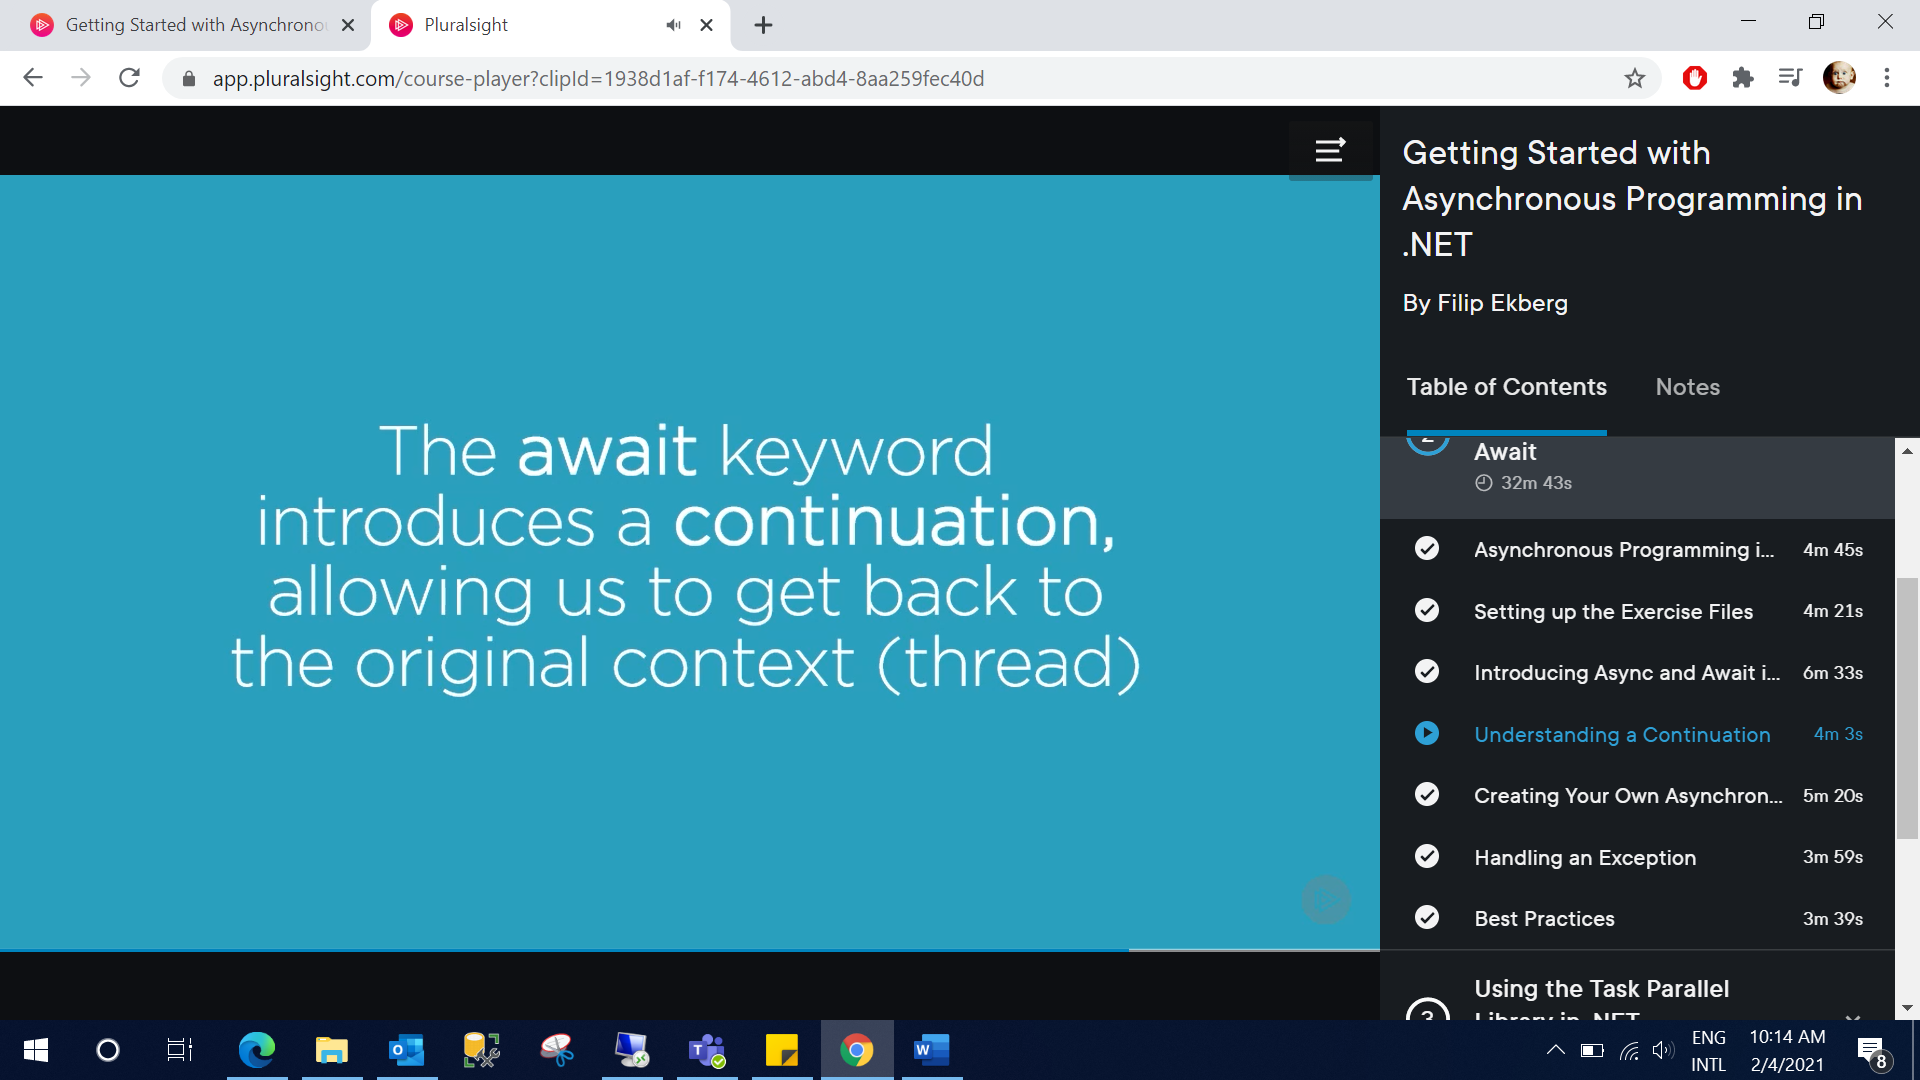 Getting Started with Asynchrono
Pluralsight
app.pluralsight.com/course-player?clipId=1938d1af-f174-4612-abd4-8aa259fec40d
The await keyword
introduces a continuation,
allowing us to get back to
the original context (thread)
Getting Started with
Asynchronous Programming in
.NET
By Filip Ekberg
Table of Contents Notes
2
Await
32m 43s
Asynchronous Programming i... 4m 45s
Setting up the Exercise Files 4m 21s
Introducing Async and Await i... 6m 33s
Understanding a Continuation 4m 3s
Creating Your Own Asynchron... 5m 20s
Handling an Exception 3m 59s
Best Practices 3m 39s
3
Using the Task Parallel
Library in .NET
ENG
INTL
10:14 AM
2/4/2021
8